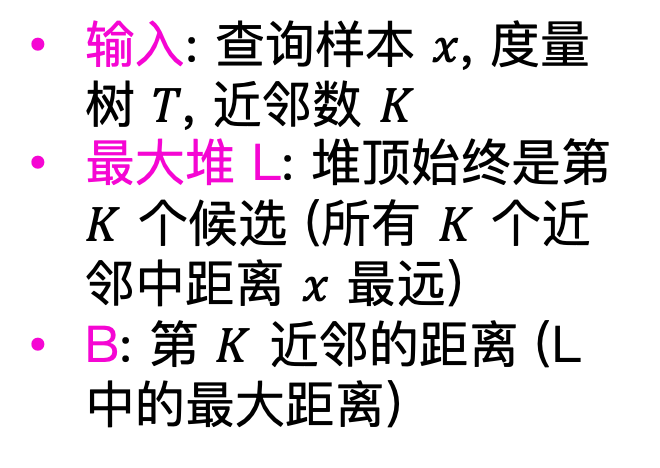 • 输入: 查询样本 x, 度量
树 T, 近邻数 K
• 最大堆 L: 堆顶始终是第
K 个候选 (所有 K 个近
邻中距离 x 最远)
• B: 第 K 近邻的距离 (L
中的最大距离)